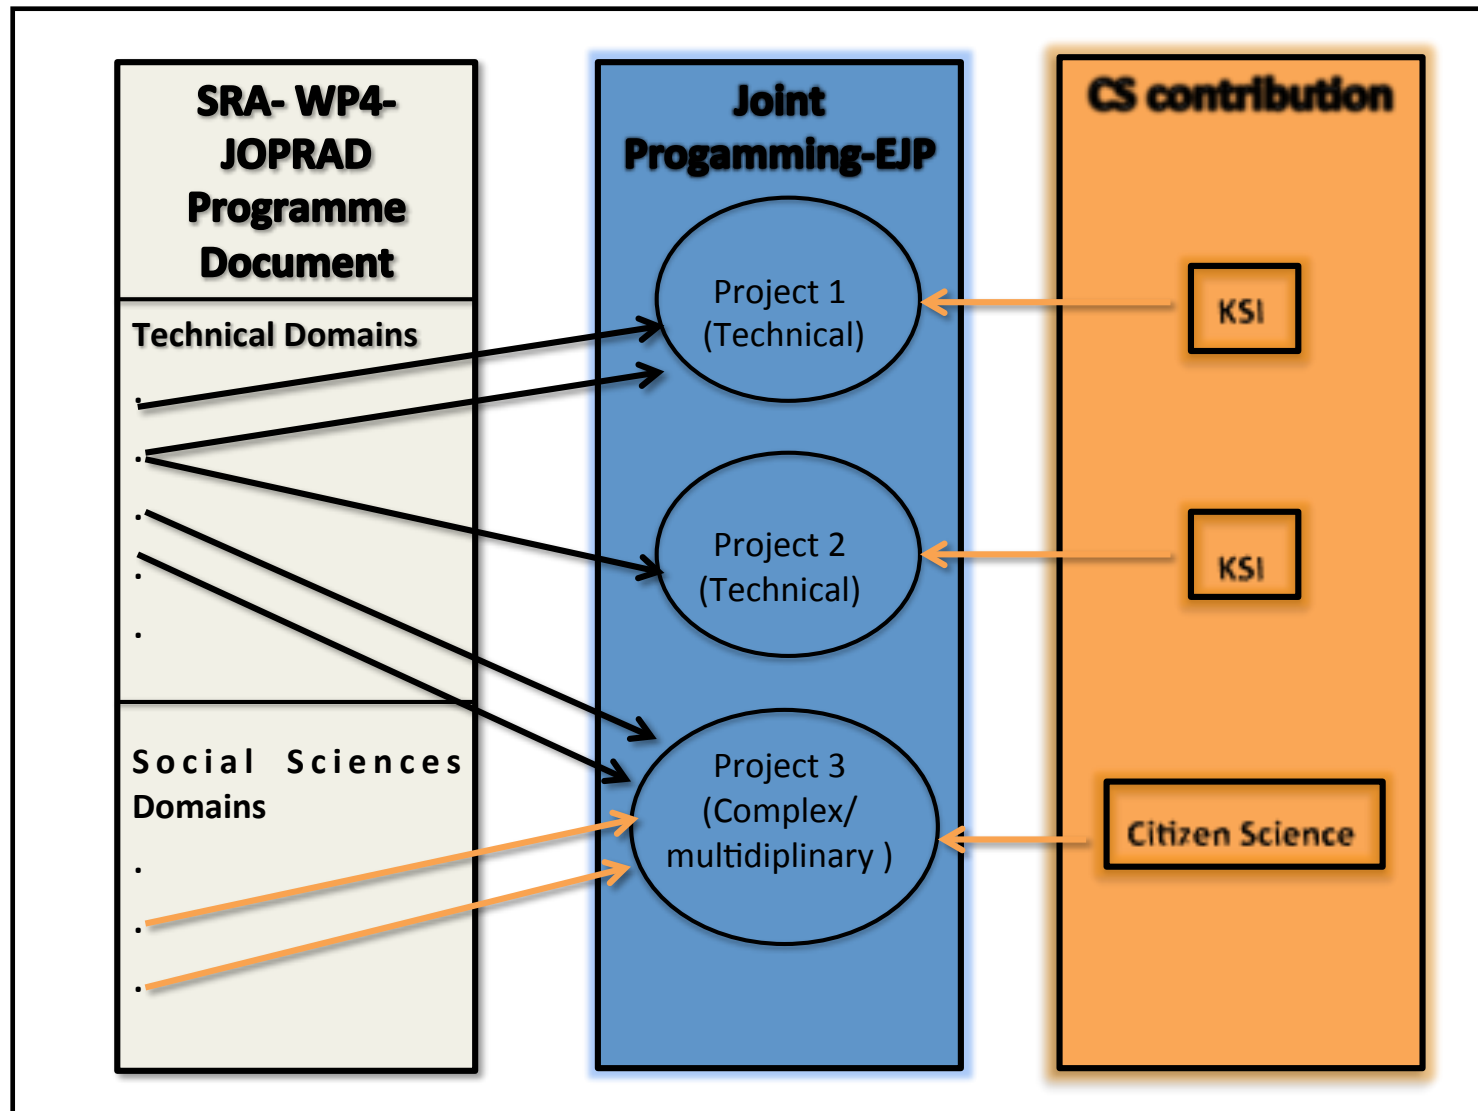 SRA- WP4-
JOPRAD
Programme
Document
Technical Domains
.
.
.
.
.
Social Sciences
Domains
.
.
.
Joint
Progamming-EJP
Project 1
(Technical)
Project 2
(Technical)
Project 3
(Complex/
multidiplinary )
CS contribution
KSI
KSI
Citizen Science